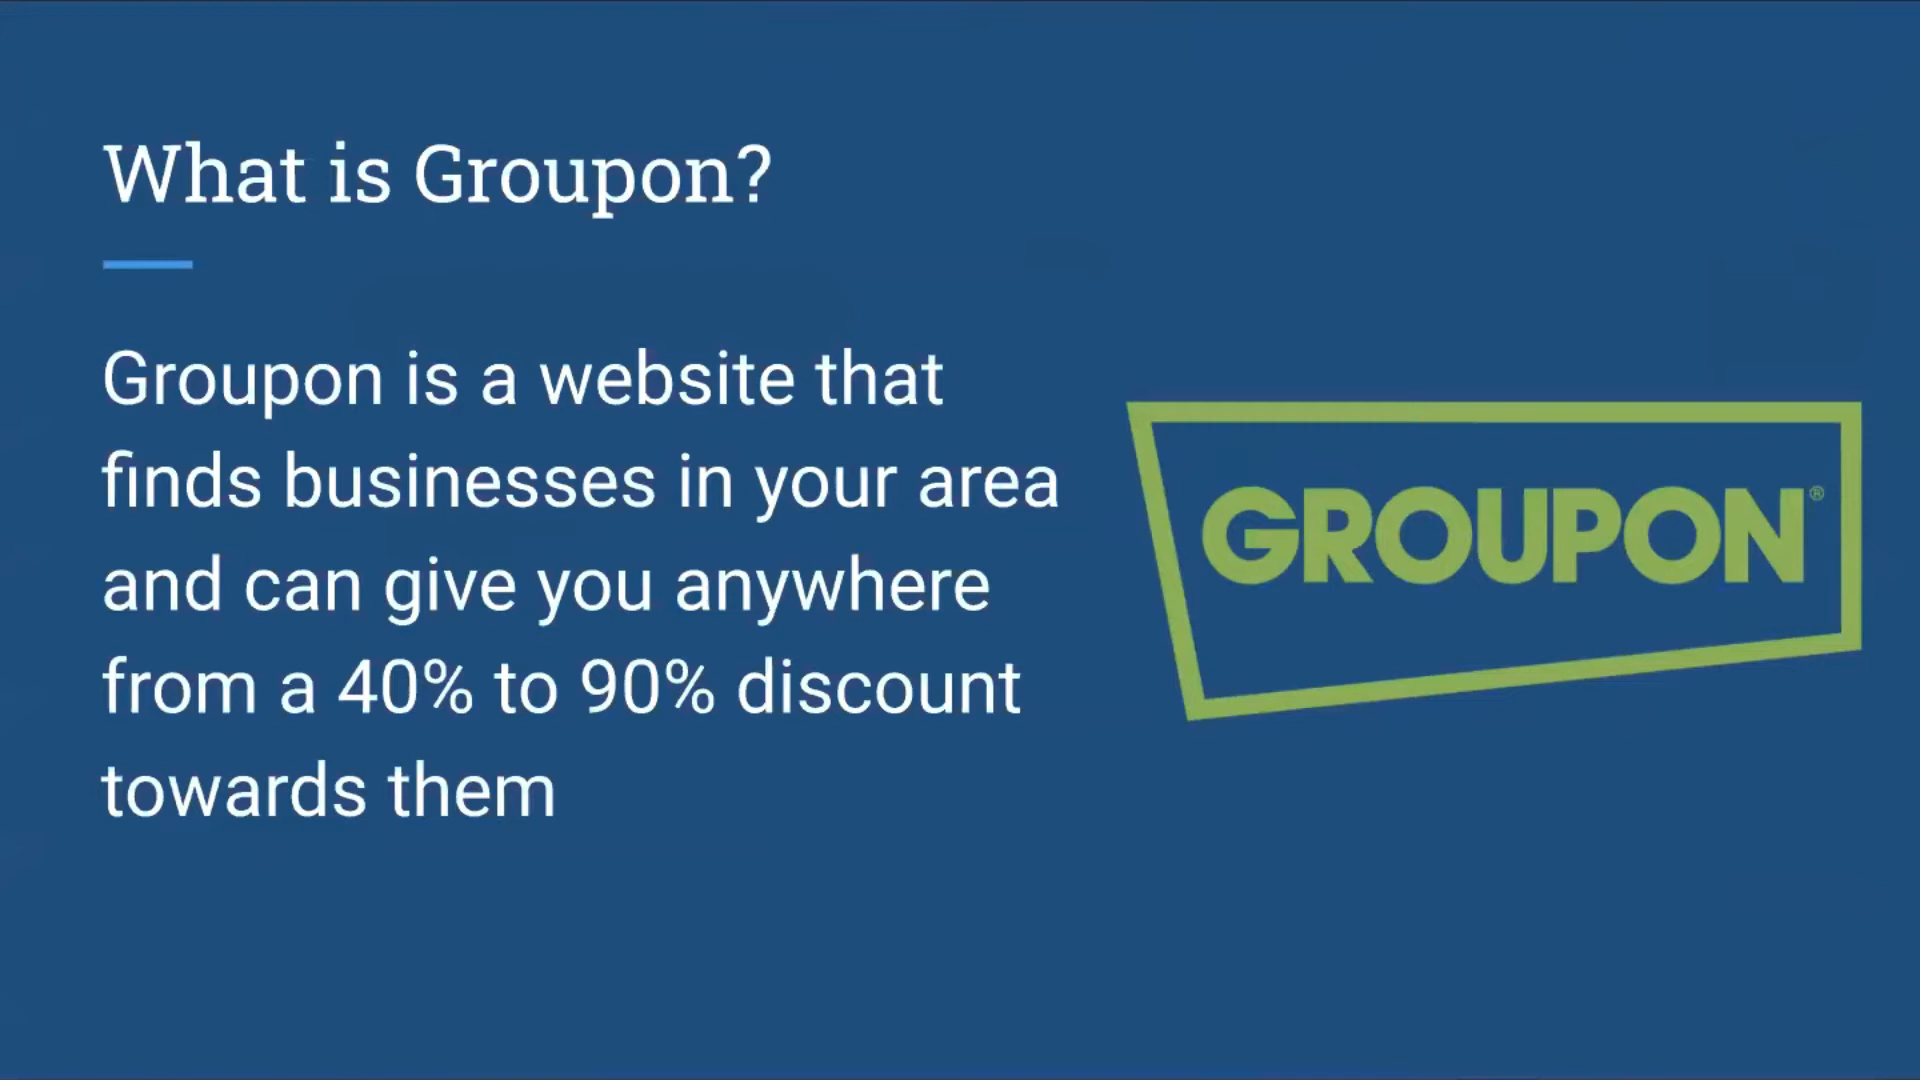 What is Groupon?
Groupon is a website that
finds businesses in your area
and can give you anywhere
from a 40% to 90% discount
towards them
GROUPON®